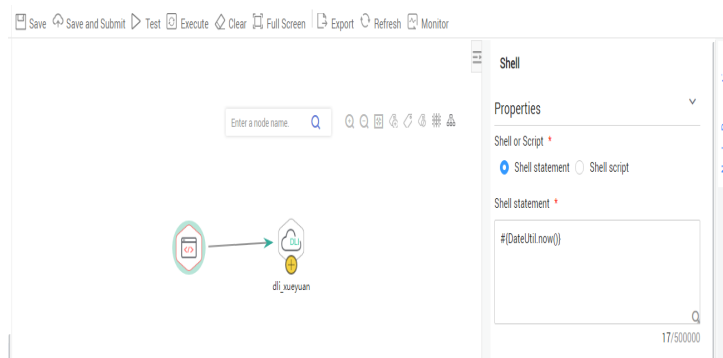 Save Save and Submit Test Execute Clear Full Screen Export Refresh Monitor
Shell
Enter a node name.
Properties
Shell or Script *
Shell statement Shell script
Shell statement *
#{DateUtil.now()}
DLI
dli_xueyuan
17/500000